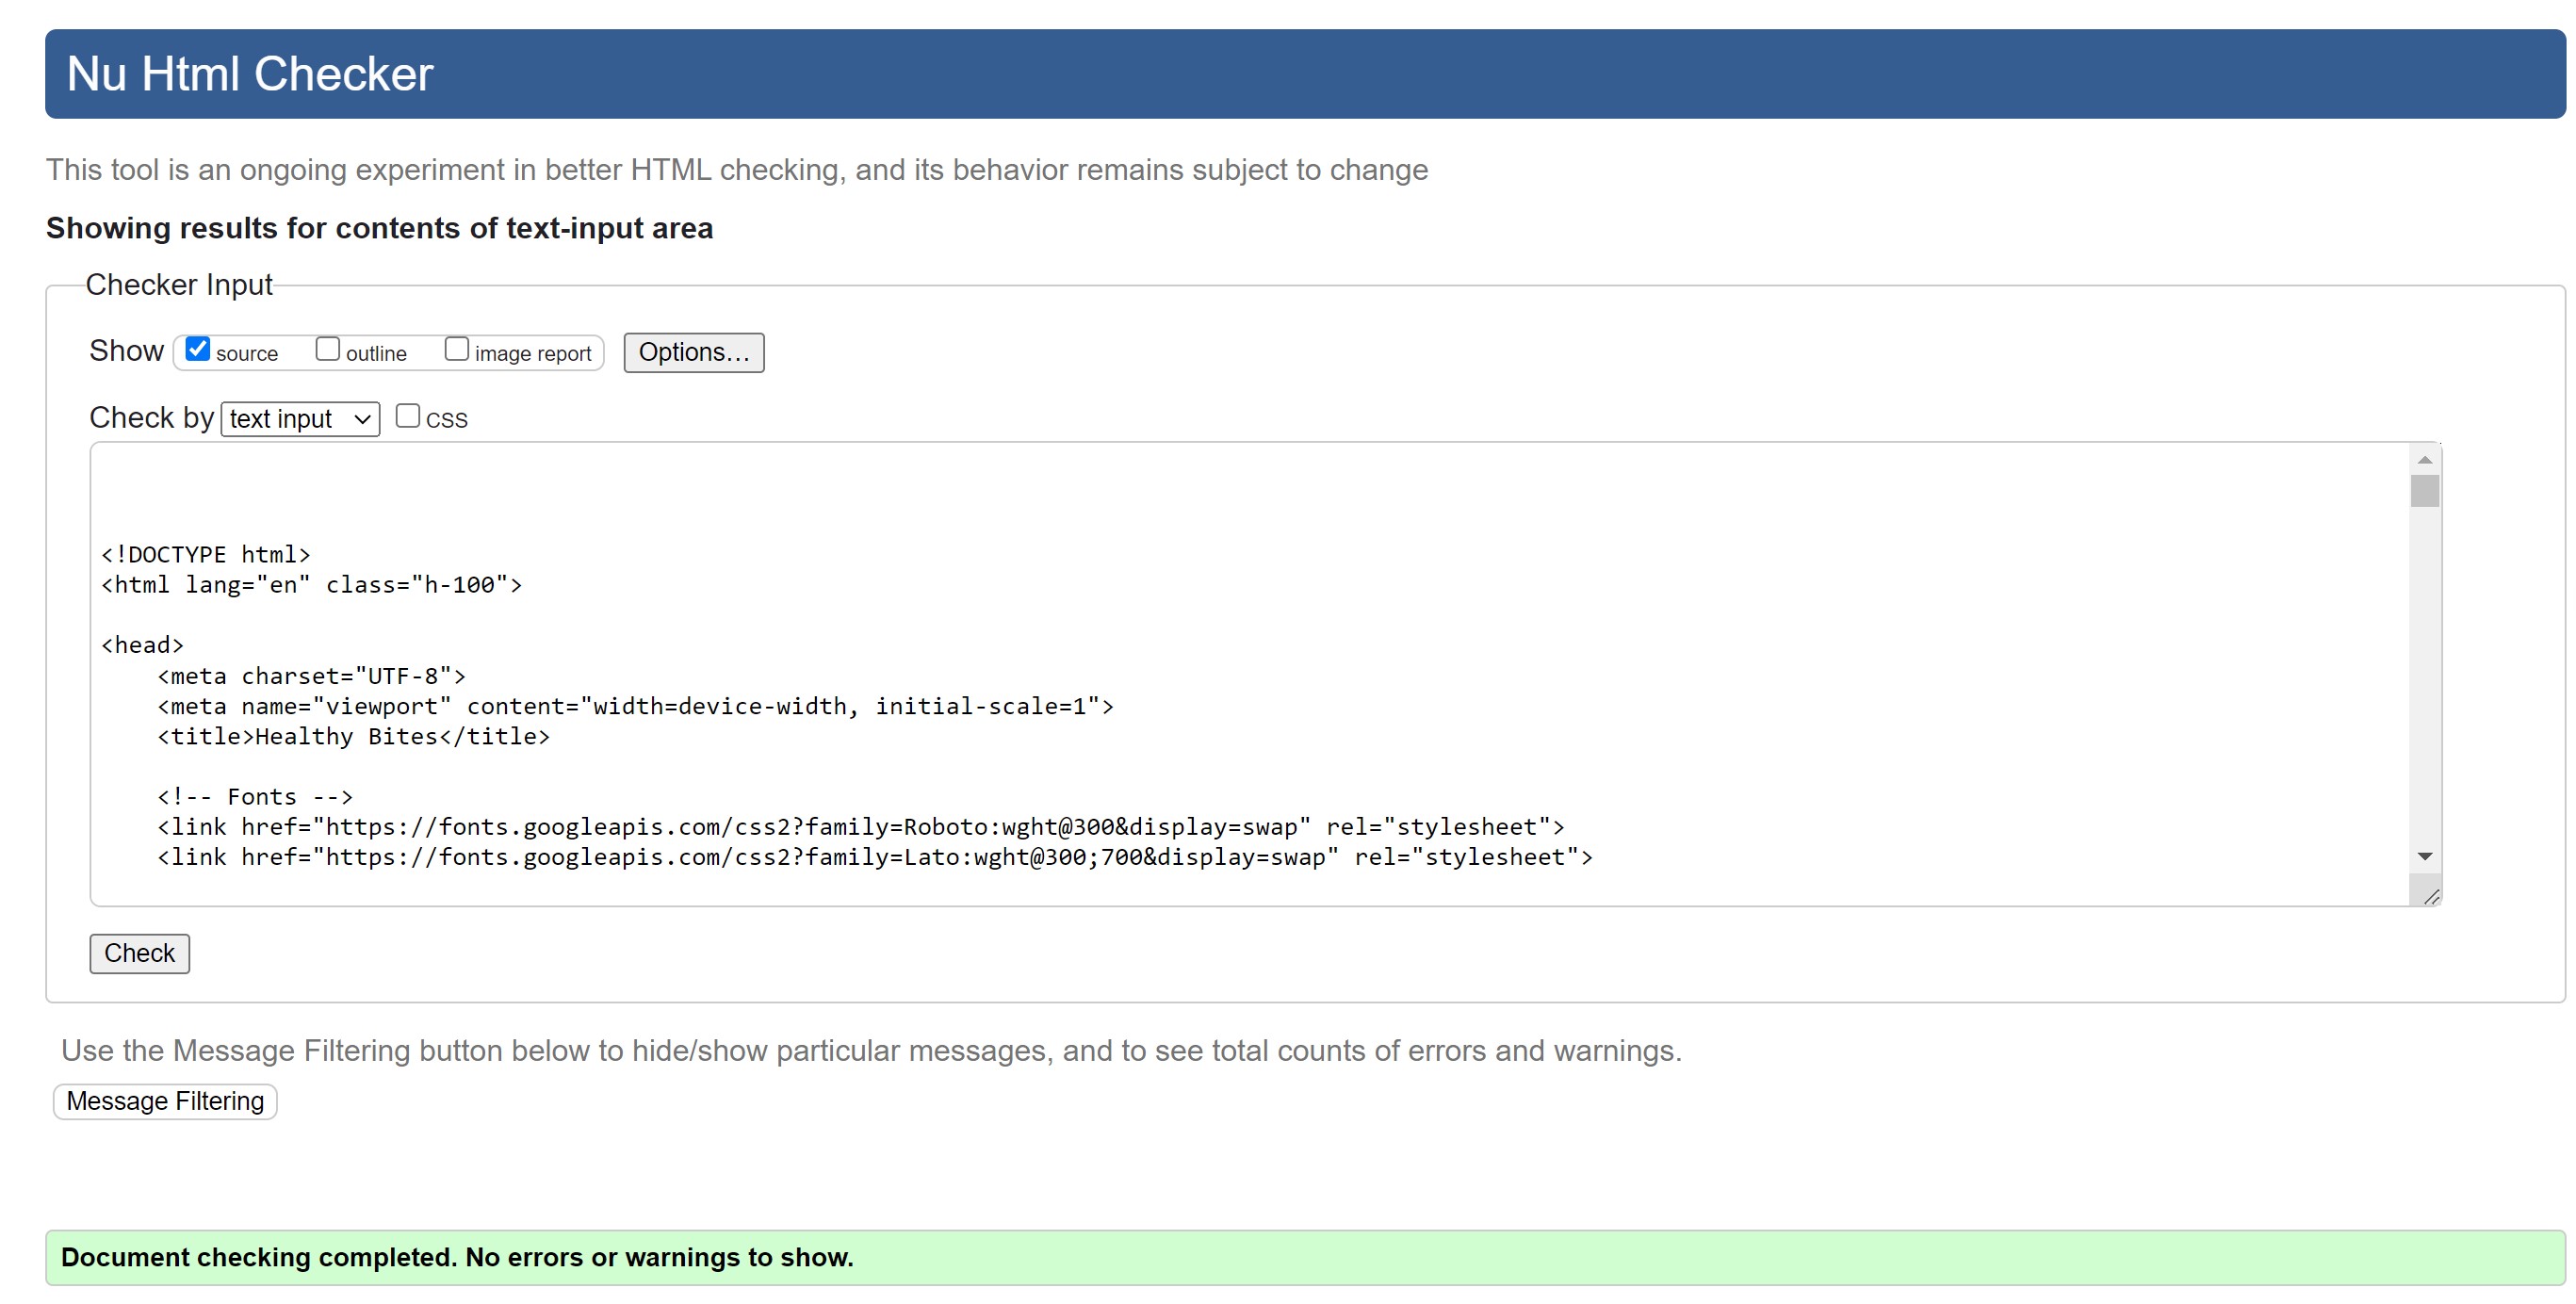 Nu Html Checker
This tool is an ongoing experiment in better HTML checking, and its behavior remains subject to change
Showing results for contents of text-input area
Checker Input
Show source outline image report Options...
Check by text input CSS
<!DOCTYPE html>
<html lang="en" class="h-100">
<head>
    <meta charset="UTF-8">
    <meta name="viewport" content="width=device-width, initial-scale=1">
    <title>Healthy Bites</title>
    <!-- Fonts -->
    <link href="https://fonts.googleapis.com/css2?family=Roboto:wght@300&display=swap" rel="stylesheet">
    <link href="https://fonts.googleapis.com/css2?family=Lato:wght@300;700&display=swap" rel="stylesheet">
Check
Use the Message Filtering button below to hide/show particular messages, and to see total counts of errors and warnings.
Message Filtering
Document checking completed. No errors or warnings to show.